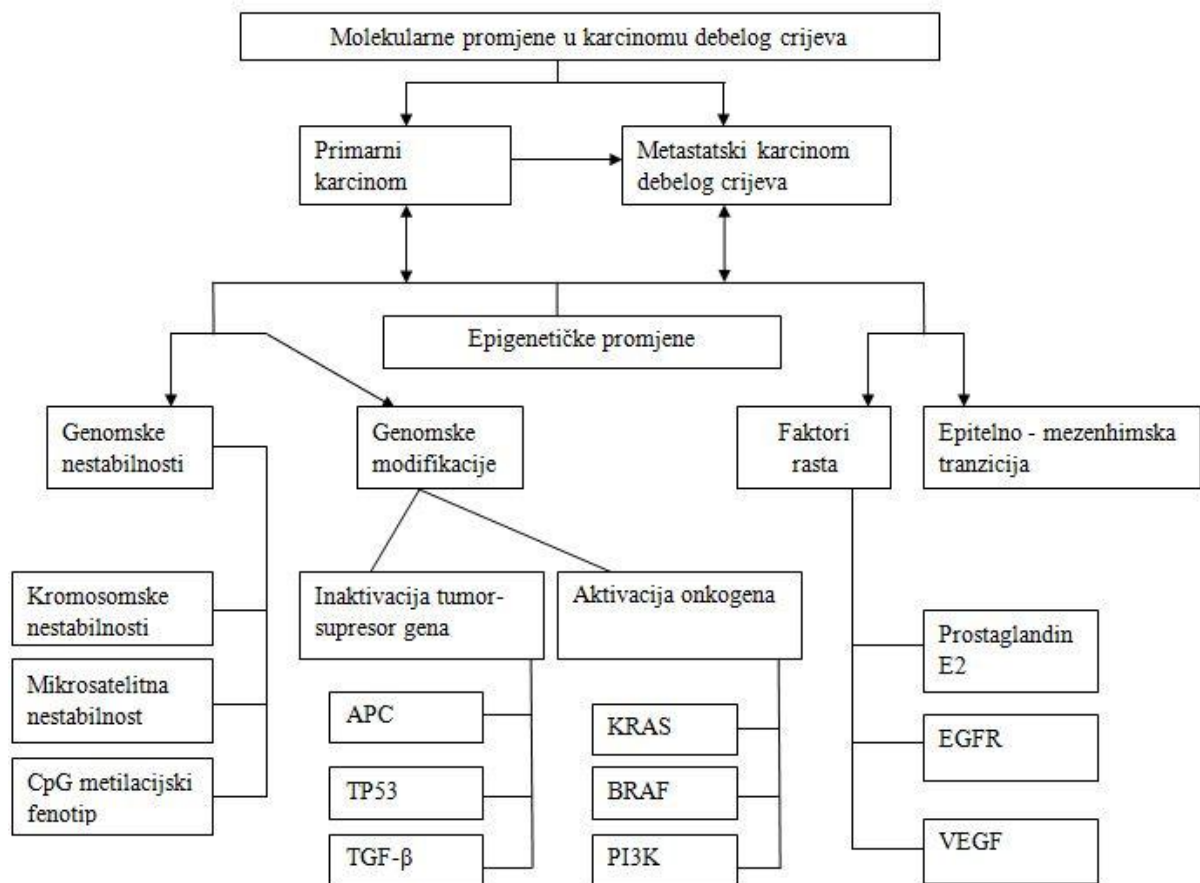 Molekularne promjene u karcinomu debelog crijeva
Primarni
karcinom
Metastatski karcinom
debelog crijeva
Epigenetičke promjene
Genomske
nestabilnosti
Genomske
modifikacije
Faktori
rasta
Epitelno - mezenhimska
tranzicija
Kromosomske
nestabilnosti
Mikrosatelitna
nestabilnost
CpG metilacijski
fenotip
Inaktivacija tumor-
supresor gena
APC
TP53
TGF-β
Aktivacija onkogena
KRAS
BRAF
PI3K
Prostaglandin
E2
EGFR
VEGF